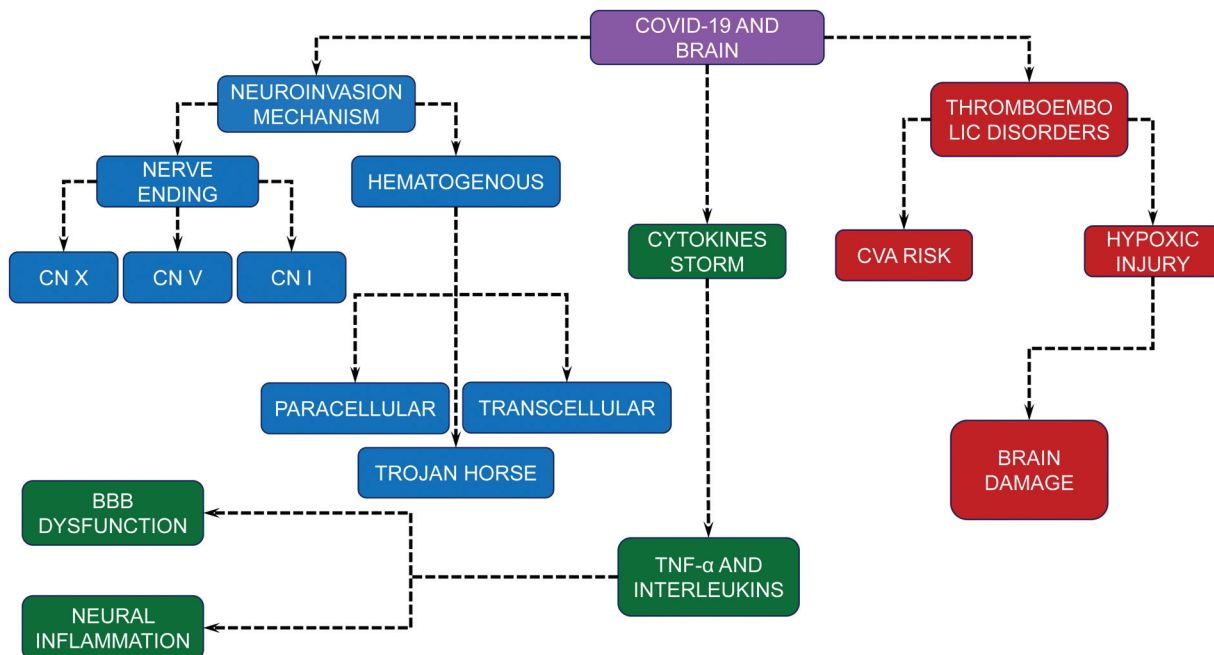 COVID-19 AND
BRAIN
NEUROINVASION
MECHANISM
THROMBOEMBO
LIC DISORDERS
NERVE
ENDING
HEMATOGENOUS
CYTOKINES
STORM
CVA RISK
HYPOXIC
INJURY
CN X
CN V
CN I
PARACELLULAR
TRANSCELLULAR
TROJAN HORSE
BRAIN
DAMAGE
BBB
DYSFUNCTION
TNF-α AND
INTERLEUKINS
NEURAL
INFLAMMATION